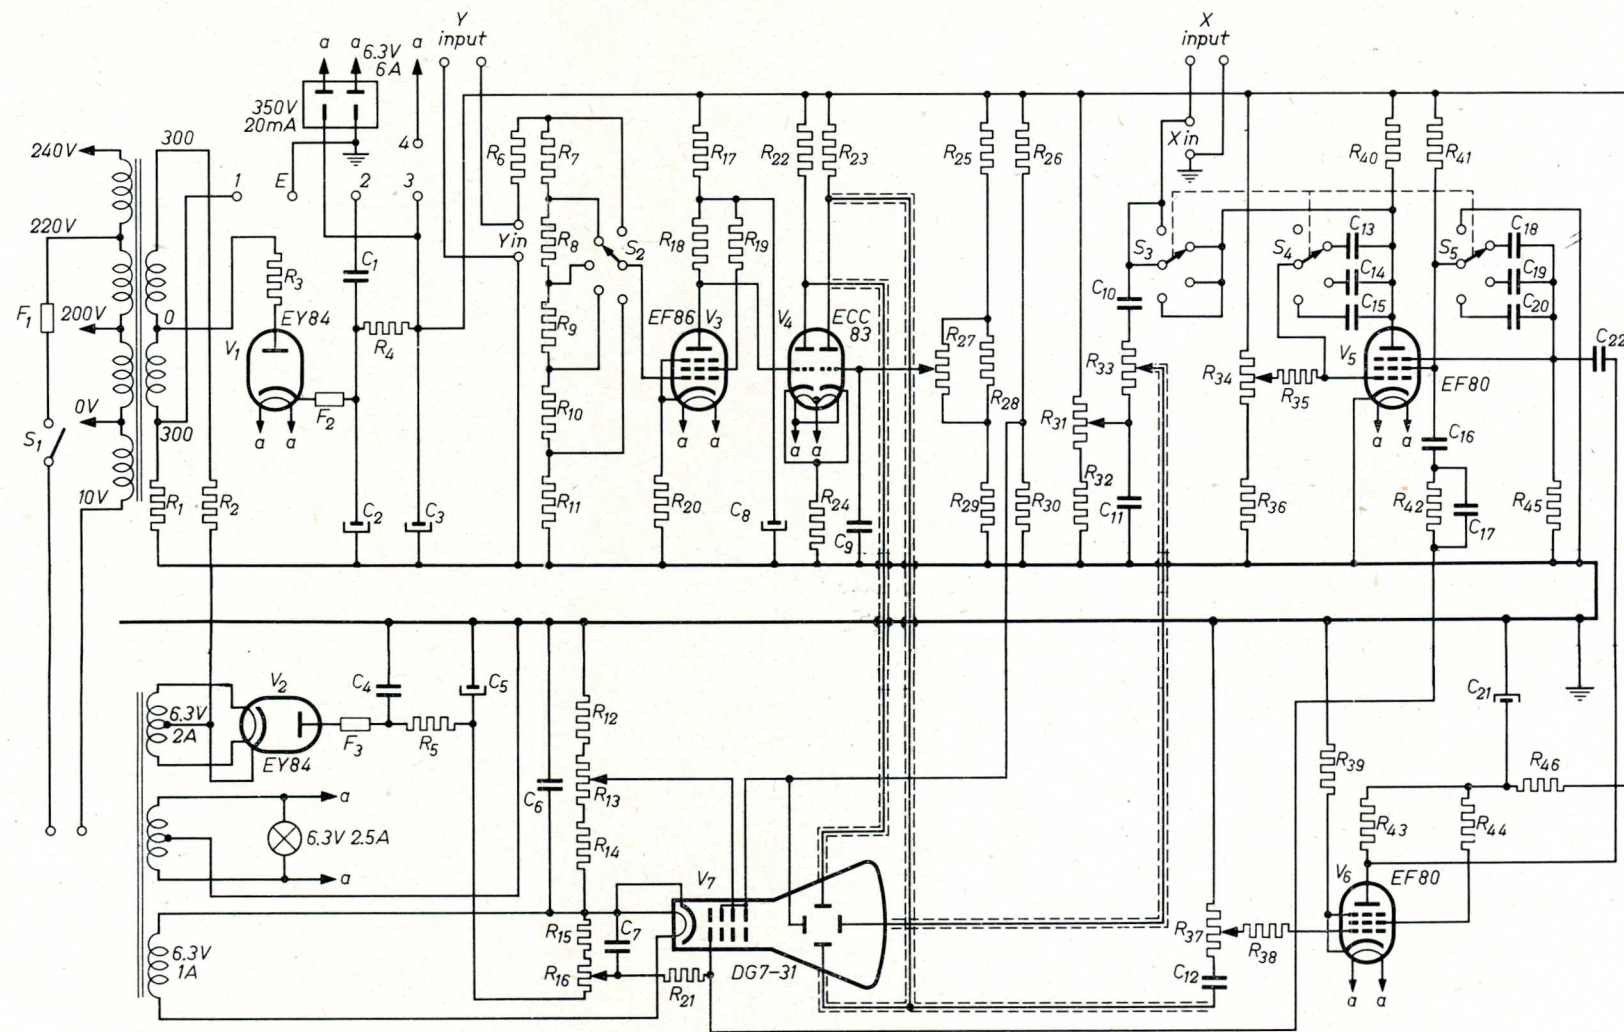 Y
input
X
input
a
a
6.3V
6A
a
350V
20mA
4
300
240V
1
E
2
3
R6
R7
R17
R22
R23
R25
R26
X in
R40
R41
220V
R3
C1
Y in
R8
S2
R18
R19
S3
S4
C13
S5
C18
C14
C19
C10
C15
C20
F1
200V
0
EY84
V1
R4
R9
EF86
V3
V4
ECC
83
R27
R33
V5
C22
R34
R35
EF80
0V
F2
R10
R28
R31
S1
300
a
a
a
a
a
a
a
a
C16
10V
R1
R2
C2
C3
R11
R20
C8
R24
C9
R29
R30
R32
C11
R36
R42
C17
R45
6.3V
2A
V2
EY84
F3
C4
R5
C5
R12
C21
R39
R46
C6
R13
a
6.3V 2.5A
a
R14
R43
R44
V7
V6
EF80
6.3V
1A
R15
C7
R16
R21
DG7-31
R37
R38
C12
a
a